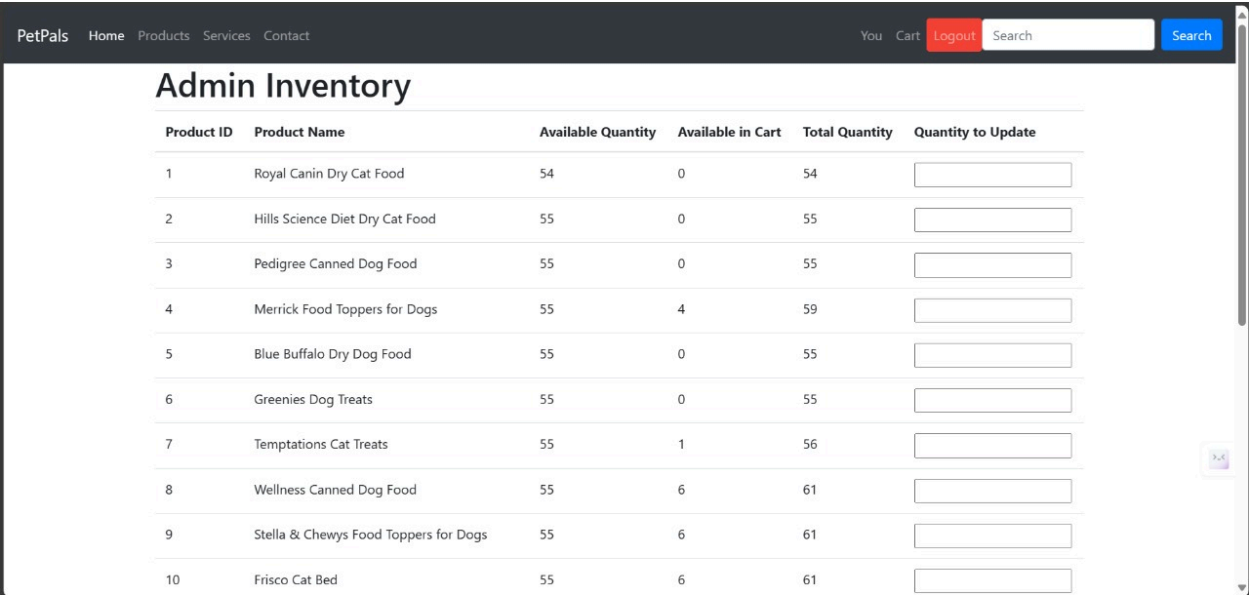 PetPals Home Products Services Contact You Cart Logout Search Search
Admin Inventory
Product ID Product Name Available Quantity Available in Cart Total Quantity Quantity to Update
1 Royal Canin Dry Cat Food 54 0 54
2 Hills Science Diet Dry Cat Food 55 0 55
3 Pedigree Canned Dog Food 55 0 55
4 Merrick Food Toppers for Dogs 55 4 59
5 Blue Buffalo Dry Dog Food 55 0 55
6 Greenies Dog Treats 55 0 55
7 Temptations Cat Treats 55 1 56
8 Wellness Canned Dog Food 55 6 61
9 Stella & Chewys Food Toppers for Dogs 55 6 61
10 Frisco Cat Bed 55 6 61